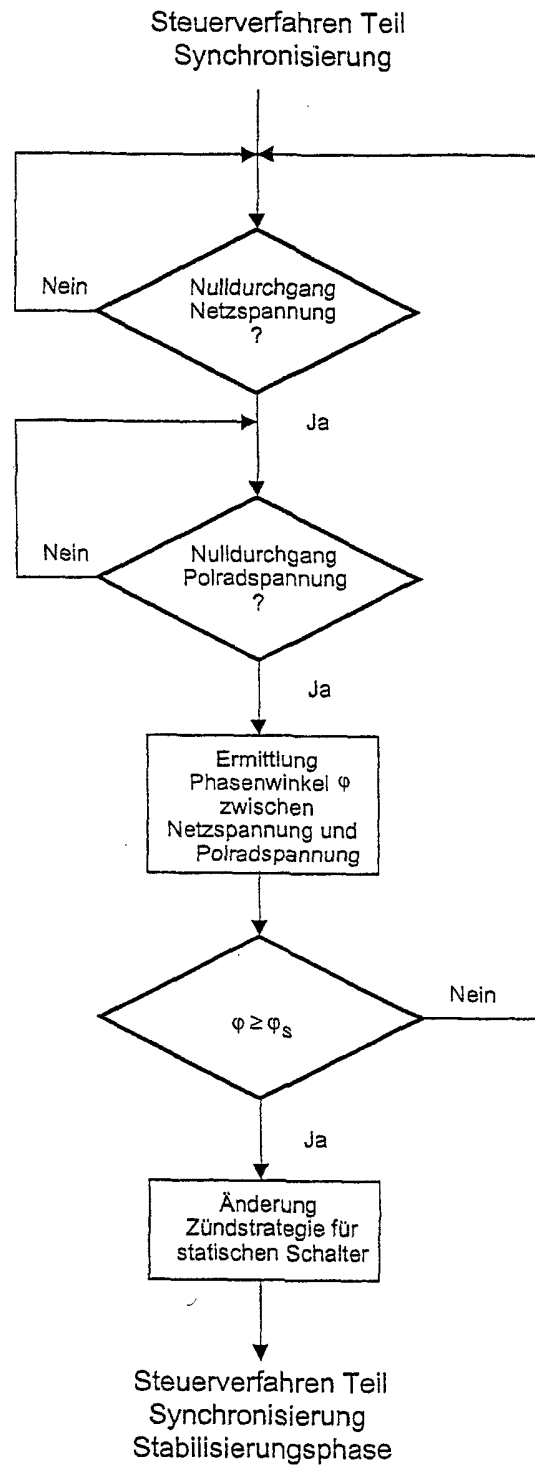 Steuerverfahren Teil
Synchronisierung
Nein
Nulldurchgang
Netzspannung
?
Ja
Nein
Nulldurchgang
Polradspannung
?
Ja
Ermittlung
Phasenwinkel φ
zwischen
Netzspannung und
Polradspannung
φ ≥ φs
Nein
Ja
Änderung
Zündstrategie für
statischen Schalter
Steuerverfahren Teil
Synchronisierung
Stabilisierungsphase